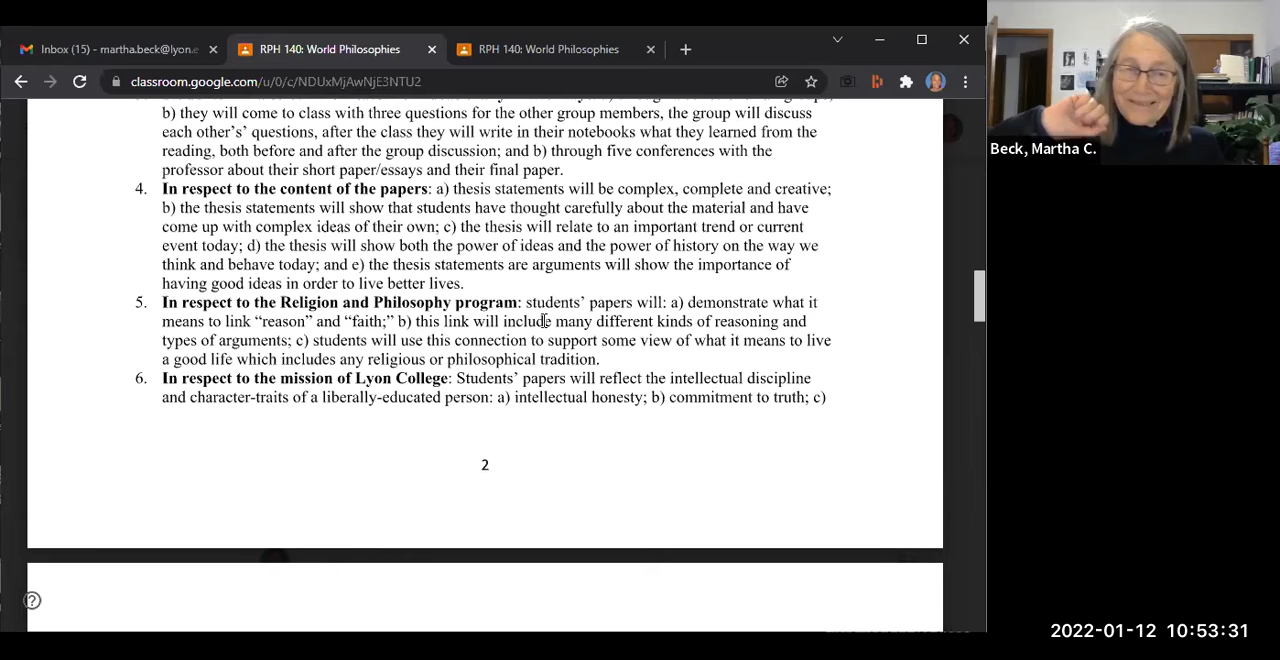 Inbox (15) - martha.beck@lyon.e
RPH 140: World Philosophies
RPH 140: World Philosophies
classroom.google.com/u/0/c/NDUxMjAwNjE3NTU2
b) they will come to class with three questions for the other group members, the group will discuss
each other's' questions, after the class they will write in their notebooks what they learned from the
reading, both before and after the group discussion; and b) through five conferences with the
professor about their short paper/essays and their final paper.
4. In respect to the content of the papers: a) thesis statements will be complex, complete and creative;
b) the thesis statements will show that students have thought carefully about the material and have
come up with complex ideas of their own; c) the thesis will relate to an important trend or current
event today; d) the thesis will show both the power of ideas and the power of history on the way we
think and behave today; and e) the thesis statements are arguments will show the importance of
having good ideas in order to live better lives.
5. In respect to the Religion and Philosophy program: students' papers will: a) demonstrate what it
means to link “reason” and “faith;” b) this link will include many different kinds of reasoning and
types of arguments; c) students will use this connection to support some view of what it means to live
a good life which includes any religious or philosophical tradition.
6. In respect to the mission of Lyon College: Students' papers will reflect the intellectual discipline
and character-traits of a liberally-educated person: a) intellectual honesty; b) commitment to truth; c)
2
Beck, Martha C.
2022-01-12 10:53:31